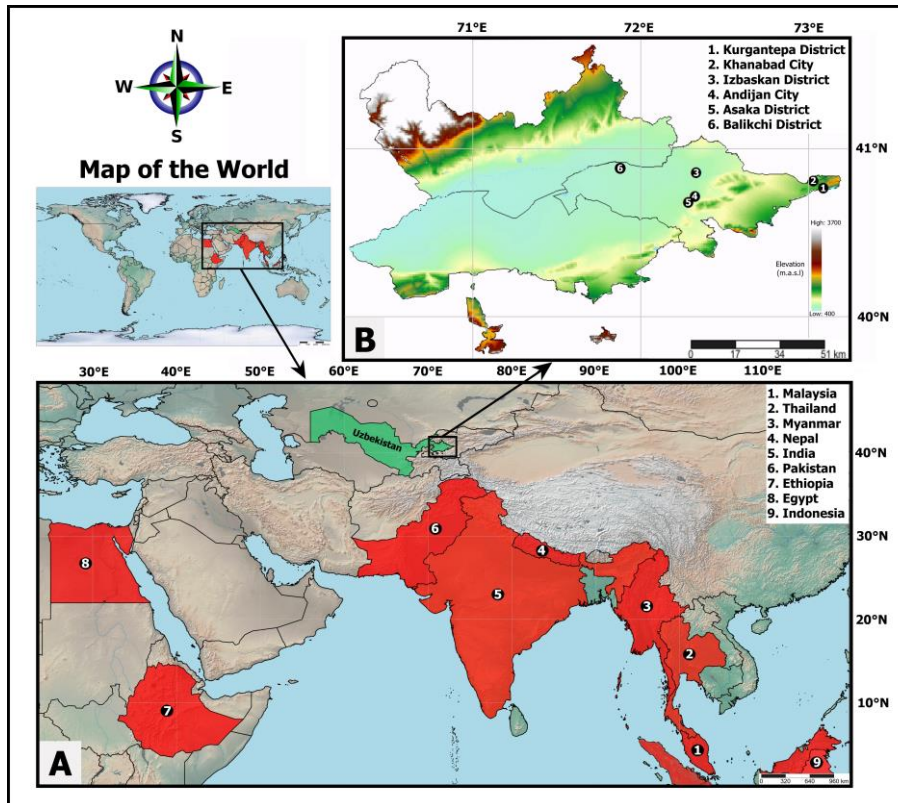 N
W E
S
Map of the World
71°E 72°E 73°E
1. Kurgantepa District
2. Khanabad City
3. Izbaskan District
4. Andijan City
5. Asaka District
6. Balikchi District
41°N
6
3
2
1
4
5
High: 3700
Elevation
(m.a.s.l)
Low: 400
40°N
B
0 17 34 51 km
30°E 40°E 50°E 60°E 70°E 80°E 90°E 100°E 110°E
1. Malaysia
2. Thailand
3. Myanmar
4. Nepal
5. India
6. Pakistan
7. Ethiopia
8. Egypt
9. Indonesia
Uzbekistan
40°N
6
30°N
8
4
5
3
20°N
2
7
10°N
1
9
A
0 320 640 960 km